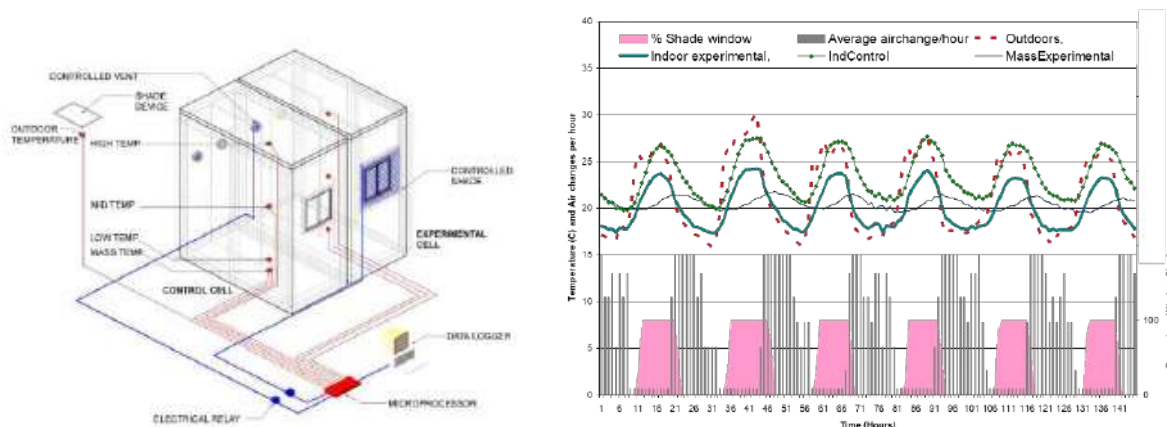 CONTROLLED VENT
SHADE
DEVICE
OUTDOOR
TEMPERATURE
HIGH TEMP
CONTROLLED
SHADE
MID TEMP
EXPERIMENTAL
CELL
LOW TEMP
MASS TEMP
CONTROL CELL
DATA LOGGER
MICROPROCESSOR
ELECTRICAL RELAY
% Shade window
Average airchange/hour
Outdoors,
Indoor experimental,
IndControl
MassExperimental
Temperature (C) and Air changes per hour
40
35
30
25
20
15
10
5
0
100
0
1 6 11 16 21 26 31 36 41 46 51 56 61 66 71 76 81 86 91 96 101 106 111 116 121 126 131 136 141
Time (Hours)